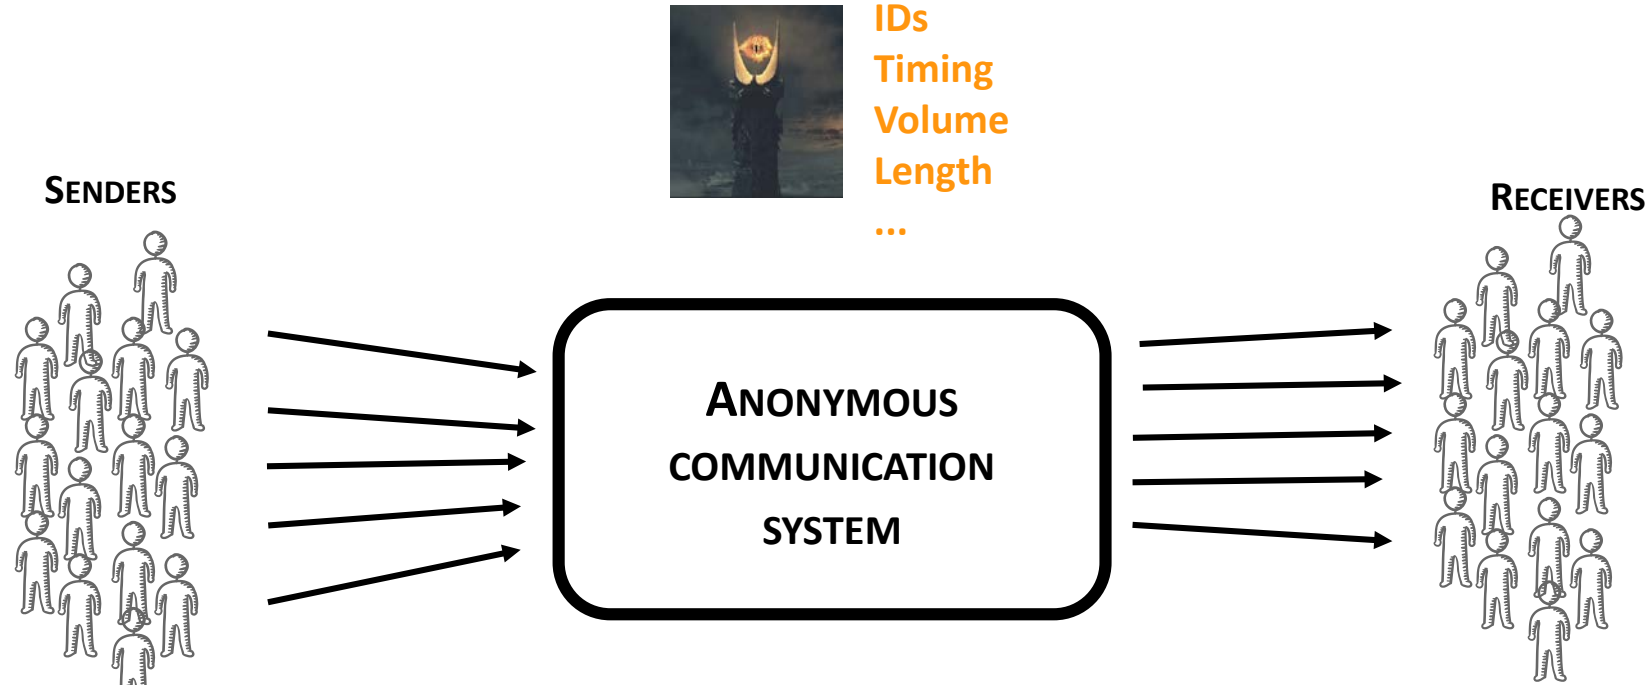 IDs
Timing
Volume
Length
...
SENDERS
RECEIVERS
ANONYMOUS
COMMUNICATION
SYSTEM